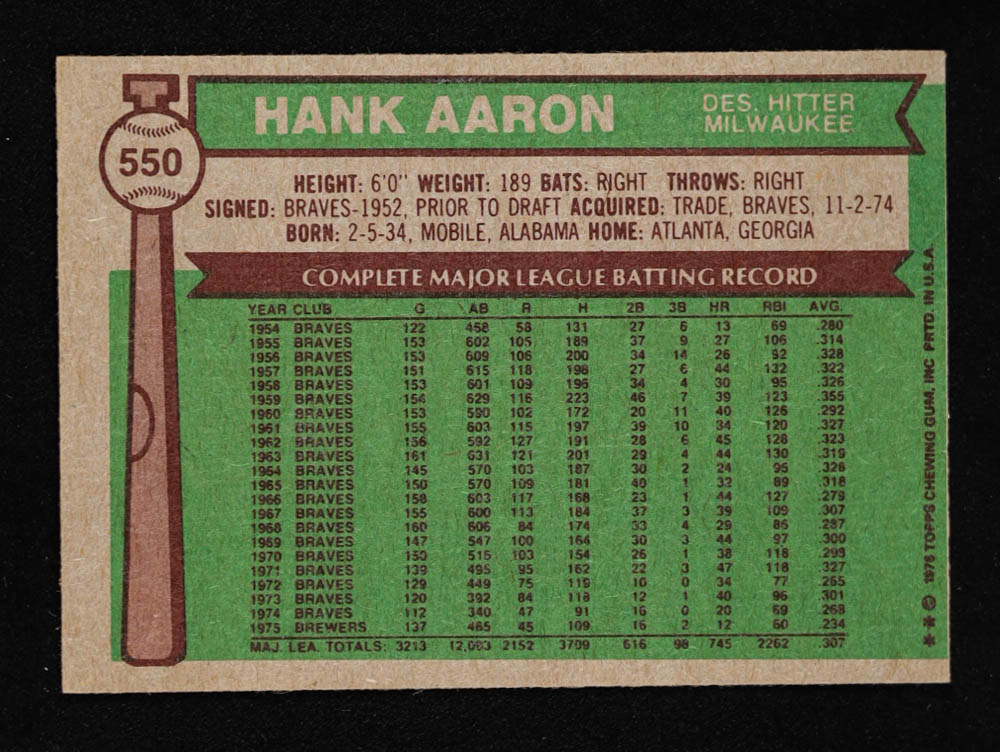 HANK AARON
DES. HITTER
MILWAUKEE
550
HEIGHT: 6'0" WEIGHT: 189 BATS: RIGHT THROWS: RIGHT
SIGNED: BRAVES-1952, PRIOR TO DRAFT ACQUIRED: TRADE, BRAVES, 11-2-74
BORN: 2-5-34, MOBILE, ALABAMA HOME: ATLANTA, GEORGIA
COMPLETE MAJOR LEAGUE BATTING RECORD
YEAR CLUB G AB R H 2B 3B HR RBI AVG.
1954 BRAVES 122 458 58 131 27 6 13 69 .280
1955 BRAVES 153 602 105 189 37 9 27 106 .314
1956 BRAVES 153 609 106 200 34 14 26 92 .328
1957 BRAVES 151 615 118 198 27 6 44 132 .322
1958 BRAVES 153 601 109 196 34 4 30 95 .326
1959 BRAVES 154 629 116 223 46 7 39 123 .355
1960 BRAVES 153 590 102 172 20 11 40 126 .292
1961 BRAVES 155 603 115 197 39 10 34 120 .327
1962 BRAVES 156 592 127 191 28 6 45 128 .323
1963 BRAVES 161 631 121 201 29 4 44 130 .319
1964 BRAVES 145 570 103 187 30 2 24 95 .328
1965 BRAVES 150 570 109 181 40 1 32 89 .318
1966 BRAVES 158 603 117 168 23 1 44 127 .279
1967 BRAVES 155 600 113 184 37 3 39 109 .307
1968 BRAVES 160 606 84 174 33 4 29 86 .287
1969 BRAVES 147 547 100 164 30 3 44 97 .300
1970 BRAVES 150 516 103 154 26 1 38 118 .298
1971 BRAVES 139 495 95 162 22 3 47 118 .327
1972 BRAVES 129 449 75 119 10 0 34 77 .265
1973 BRAVES 120 392 84 118 12 1 40 96 .301
1974 BRAVES 112 340 47 91 16 0 20 69 .268
1975 BREWERS 137 465 45 109 16 2 12 60 .234
MAJ. LEA. TOTALS: 3213 12,093 2152 3709 616 98 745 2262 .307
** © 1976 TOPPS CHEWING GUM, INC PRTD. IN U.S.A.